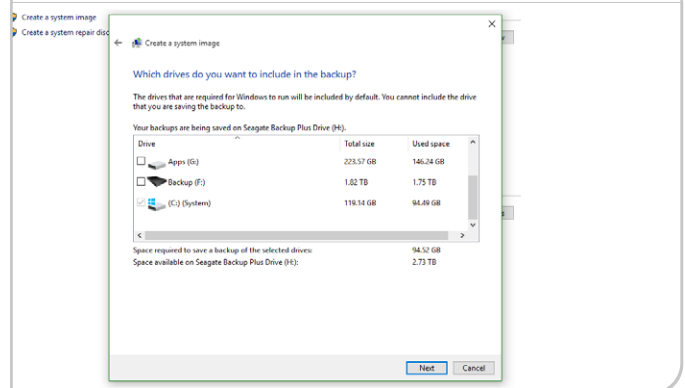 Create a system image
Create a system repair disc
Create a system image
Which drives do you want to include in the backup?
The drives that are required for Windows to run will be included by default. You cannot include the drive
that you are saving the backup to.
Your backups are being saved on Seagate Backup Plus Drive (H:).
Drive Total size Used space
Apps (G:) 223.57 GB 146.24 GB
Backup (F:) 1.82 TB 1.75 TB
(C:) (System) 119.14 GB 94.49 GB
Space required to save a backup of the selected drives: 94.52 GB
Space available on Seagate Backup Plus Drive (H:): 2.73 TB
Next Cancel